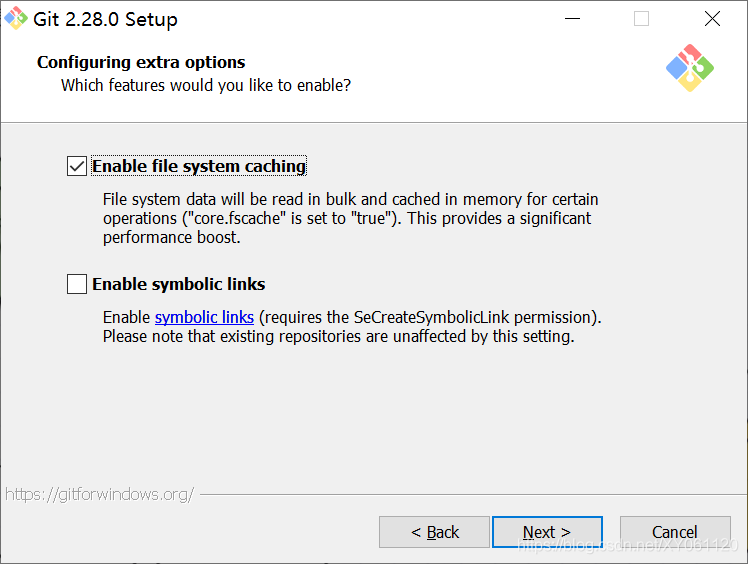 Git 2.28.0 Setup
Configuring extra options
Which features would you like to enable?
Enable file system caching
File system data will be read in bulk and cached in memory for certain
operations ("core.fscache" is set to "true"). This provides a significant
performance boost.
Enable symbolic links
Enable symbolic links (requires the SeCreateSymbolicLink permission).
Please note that existing repositories are unaffected by this setting.
https://gitforwindows.org/
< Back
Next >
Cancel
https://blog.csdn.net/XY061120